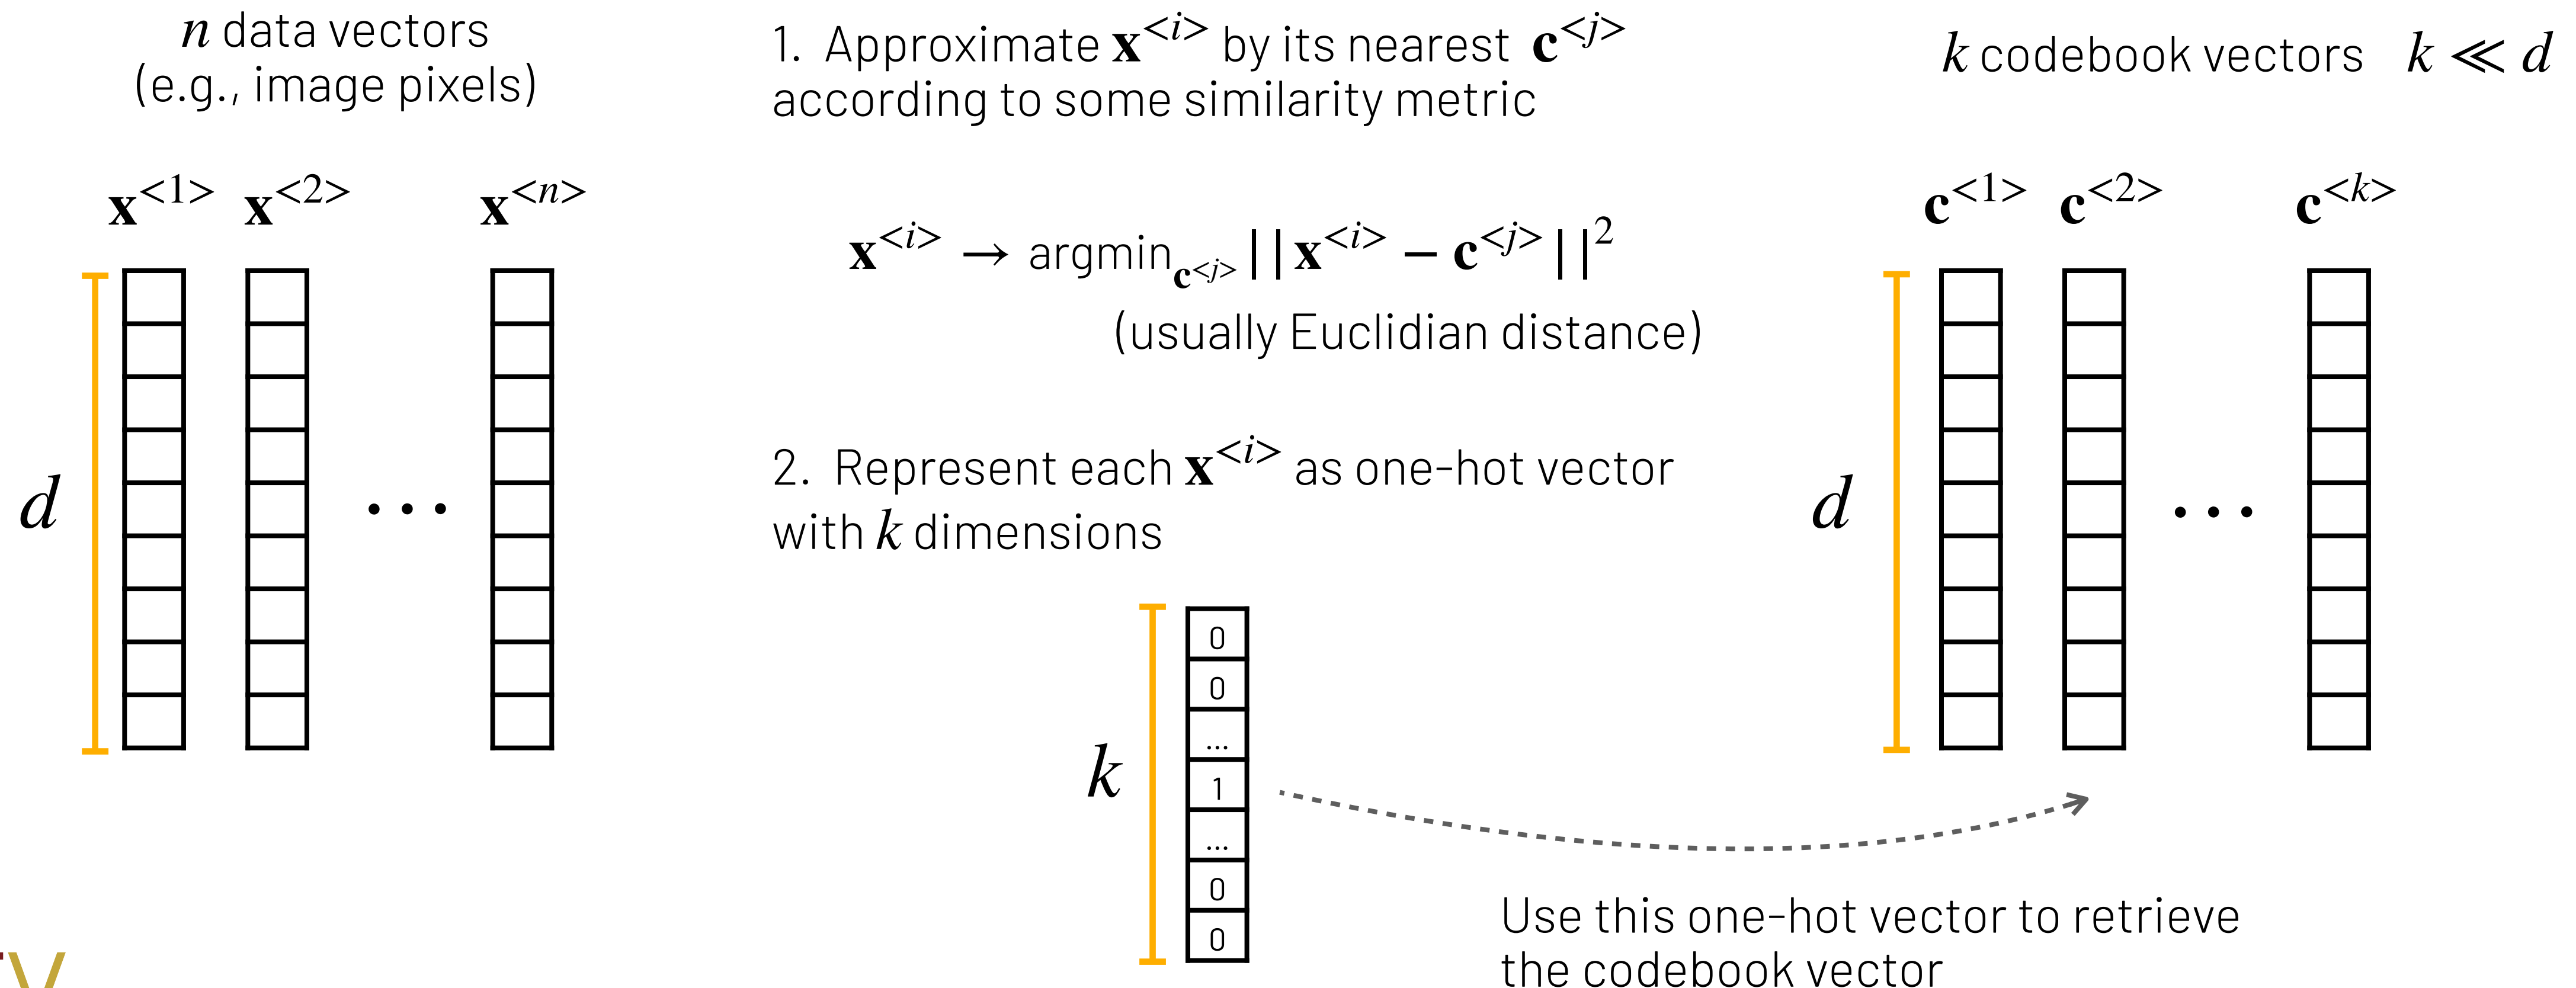 n data vectors
(e.g., image pixels)
x^{<1>} x^{<2>} x^{<n>}
d
...
1. Approximate x^{<i>} by its nearest c^{<j>}
according to some similarity metric
x^{<i>} → argmin_{c^{<j>}} ||x^{<i>} − c^{<j>}||^2
(usually Euclidian distance)
2. Represent each x^{<i>} as one-hot vector
with k dimensions
k
0
0
...
1
...
0
0
k codebook vectors k ≪ d
c^{<1>} c^{<2>} c^{<k>}
d
...
Use this one-hot vector to retrieve
the codebook vector